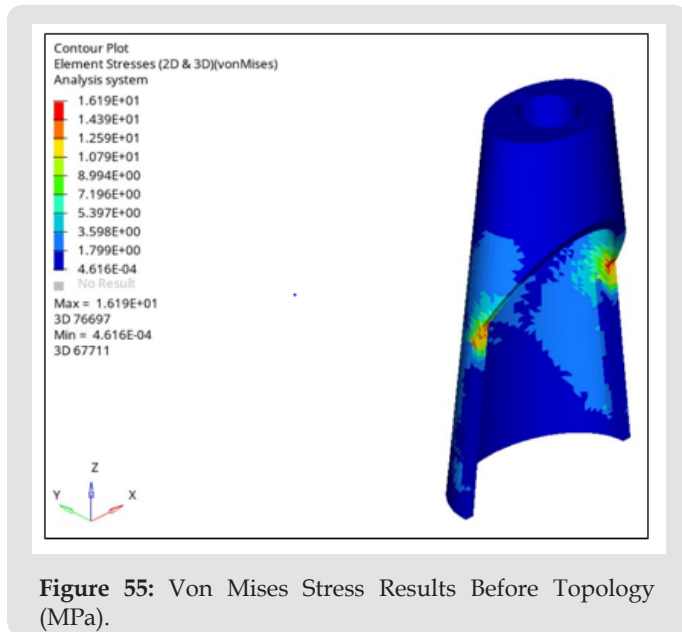 Contour Plot
Element Stresses (2D & 3D)(vonMises)
Analysis system
1.619E+01
1.439E+01
1.259E+01
1.079E+01
8.994E+00
7.196E+00
5.397E+00
3.598E+00
1.799E+00
4.616E-04
No Result
Max = 1.619E+01
3D 76697
Min = 4.616E-04
3D 67711
Z
Y
X
Figure 55: Von Mises Stress Results Before Topology
(MPa).